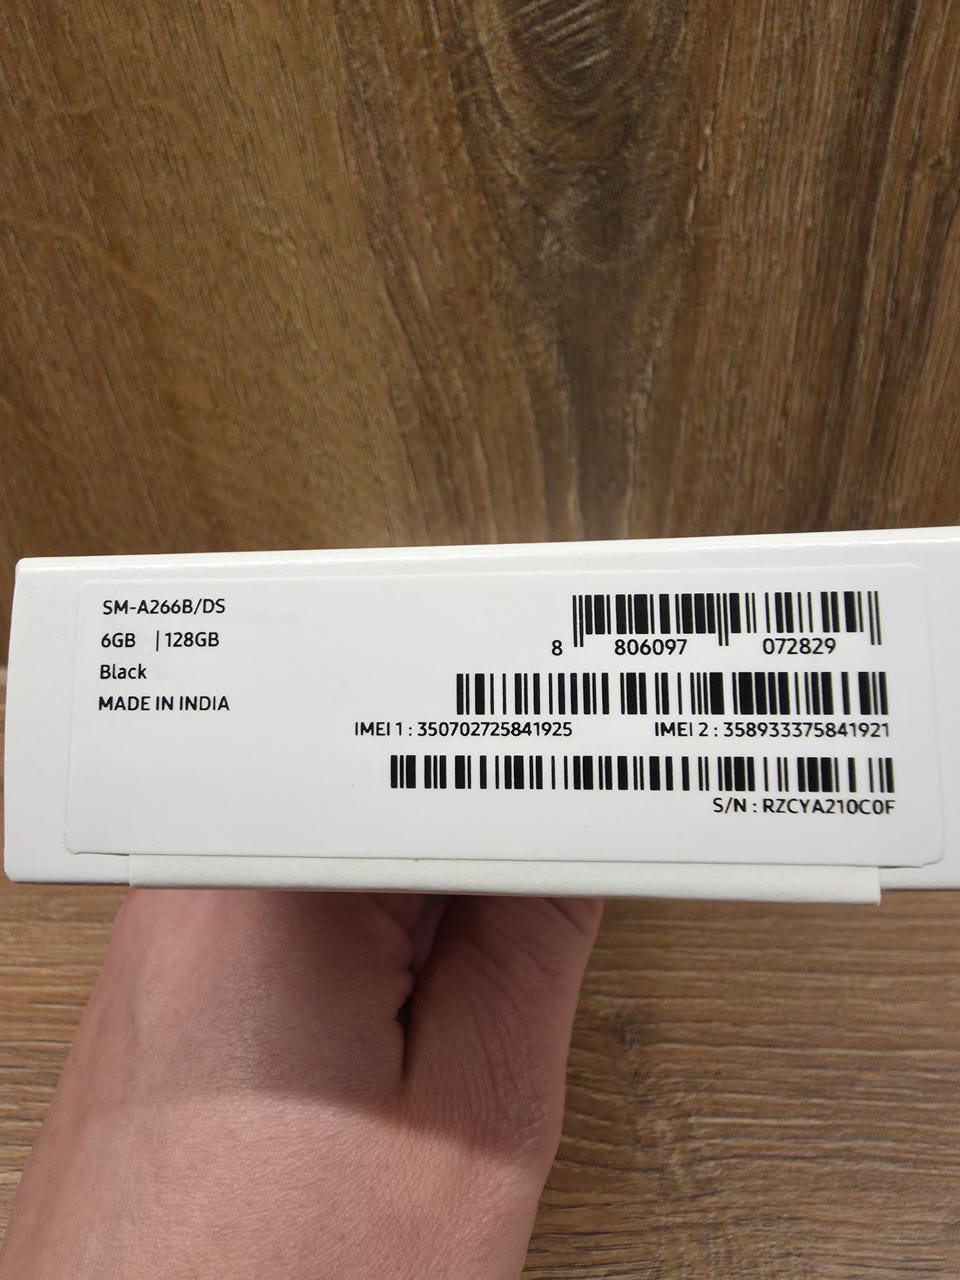 SM-A266B/DS
6GB | 128GB
Black
MADE IN INDIA
8 806097 072829
IMEI 1 : 350702725841925 IMEI 2 : 358933375841921
S/N : RZCYA210C0F